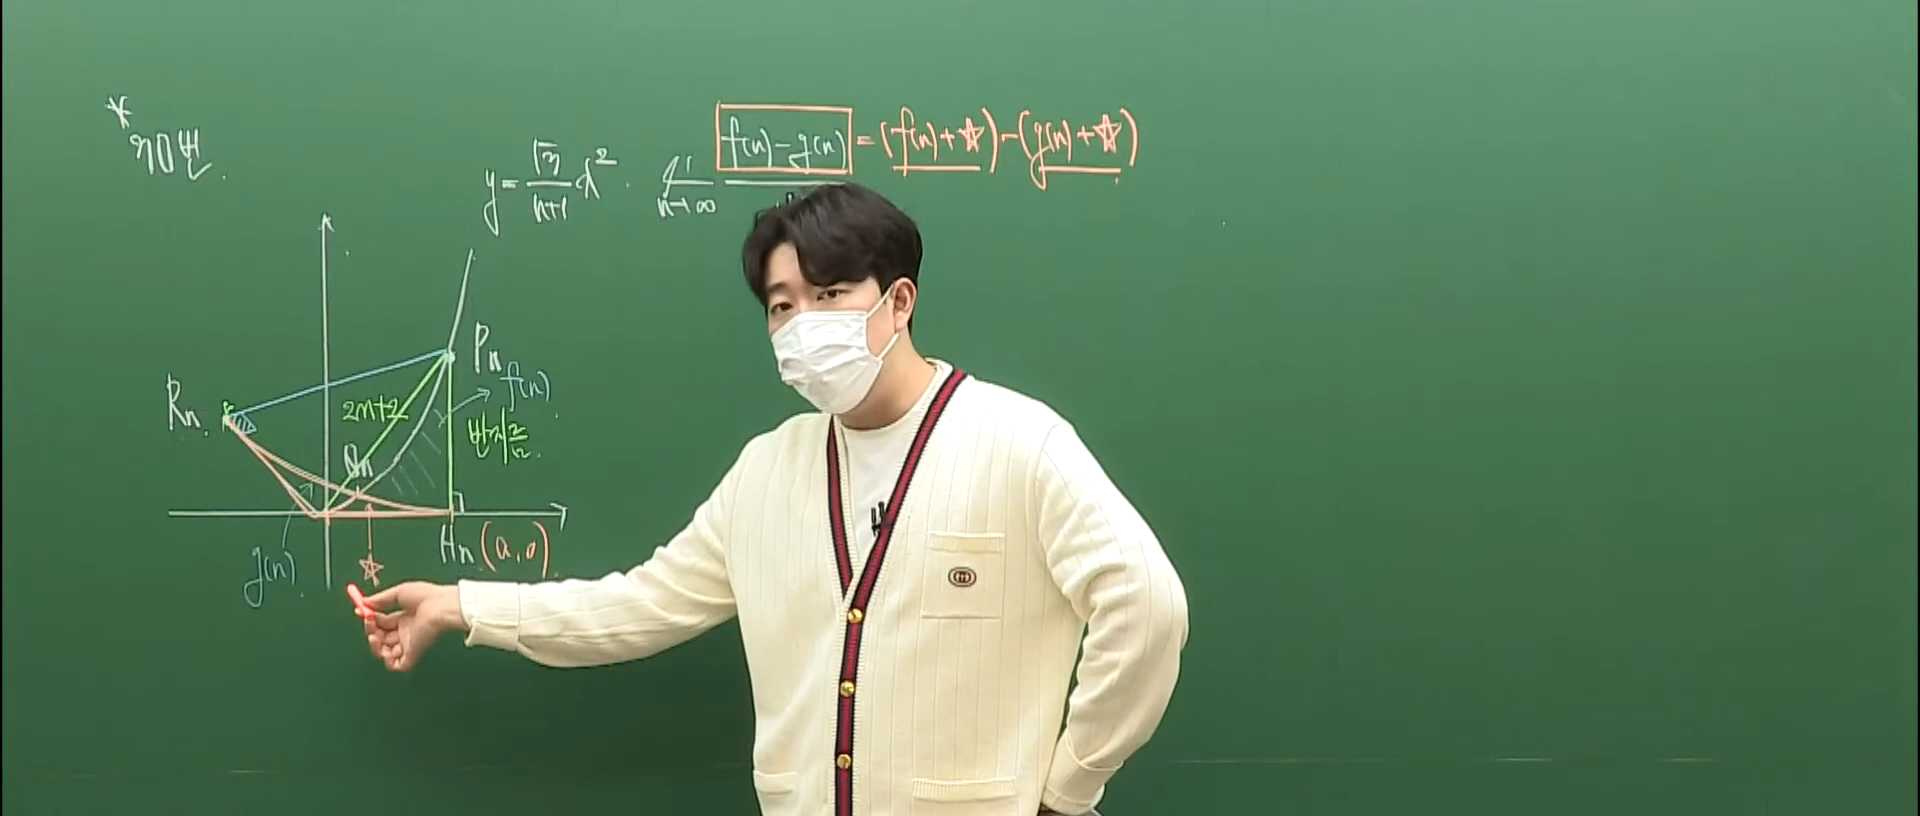 * 30번.
y = √3/(n+1) x². lim n→∞ f(n) - g(n) = (f(n) + ☆) - (g(n) + ☆)
Pₙ
f(n)
Rₙ.
2n+2
반지름.
Qₙ
Hₙ (a, 0)
g(n)
☆